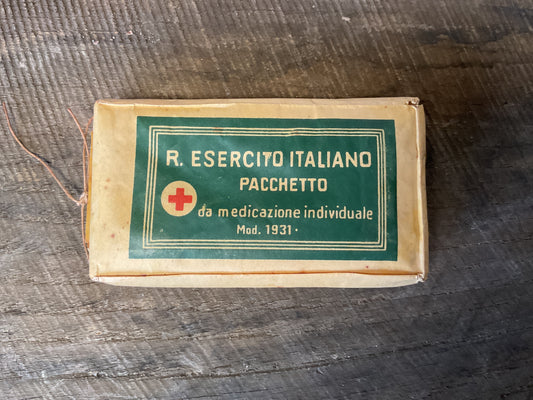 R. ESERCITO ITALIANO
PACCHETTO
da medicazione individuale
Mod. 1931.